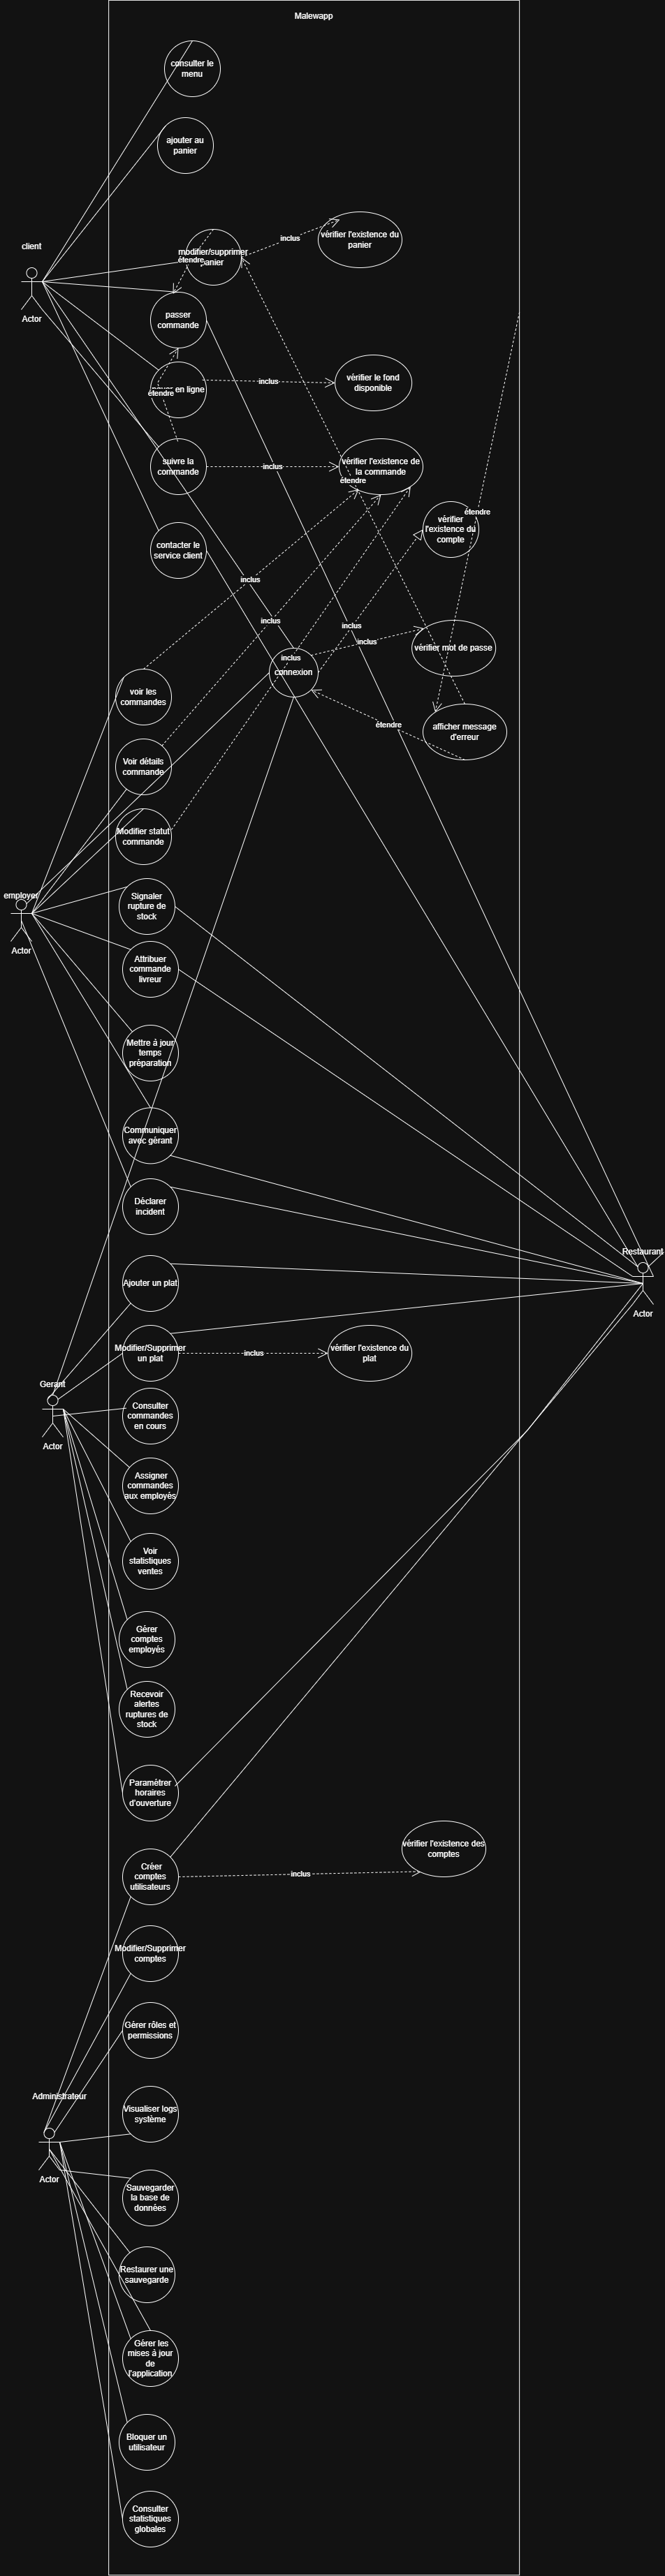 Malewapp
consulter le
menu
ajouter au
panier
client
Actor
modifier/supprimer
panier
étendre
inclus
vérifier l'existence du
panier
passer
commande
en ligne
étendre
inclus
vérifier le fond
disponible
suivre la
commande
inclus
vérifier l'existence de
la commande
étendre
étendre
vérifier
l'existence du
compte
contacter le
service client
inclus
inclus
inclus
inclus
inclus
connexion
vérifier mot de passe
voir les
commandes
étendre
afficher message
d'erreur
Voir détails
commande
Modifier statut
commande
employer
Actor
Signaler
rupture de
stock
Attribuer
commande
livreur
Mettre à jour
temps
préparation
Communiquer
avec gérant
Déclarer
incident
Restaurant
Actor
Ajouter un plat
Modifier/Supprimer
un plat
inclus
vérifier l'existence du
plat
Gerant
Actor
Consulter
commandes
en cours
Assigner
commandes
aux employés
Voir
statistiques
ventes
Gérer
comptes
employés
Recevoir
alertes
ruptures de
stock
Paramétrer
horaires
d'ouverture
vérifier l'existence des
comptes
Créer
comptes
utilisateurs
inclus
Modifier/Supprimer
comptes
Gérer rôles et
permissions
Administrateur
Actor
Visualiser logs
système
Sauvegarder
la base de
données
Restaurer une
sauvegarde
Gérer les
mises à jour
de
l'application
Bloquer un
utilisateur
Consulter
statistiques
globales